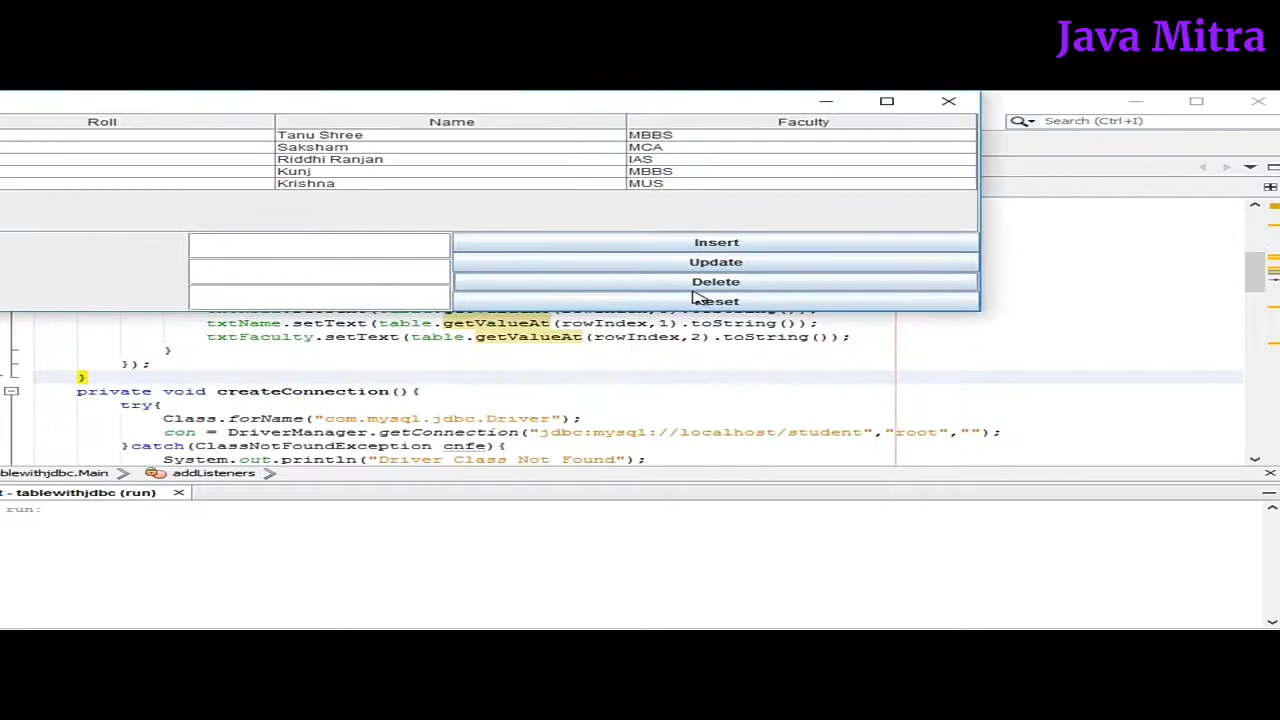 Java Mitra
Roll Name Faculty
Search (Ctrl+I)
Tanu Shree MBBS
Saksham MCA
Riddhi Ranjan IAS
Kunj MBBS
Krishna MUS
Insert
Update
Delete
txtName.setText(table.getValueAt(rowIndex,1).toString());
txtFaculty.setText(table.getValueAt(rowIndex,2).toString());
}
});
}
private void createConnection(){
try{
Class.forName("com.mysql.jdbc.Driver");
con = DriverManager.getConnection("jdbc:mysql://localhost/student","root","");
}catch(ClassNotFoundException cnfe){
System.out.println("Driver Class Not Found");
blewithjdbc.Main addListeners
t - tablewithjdbc (run)
run: